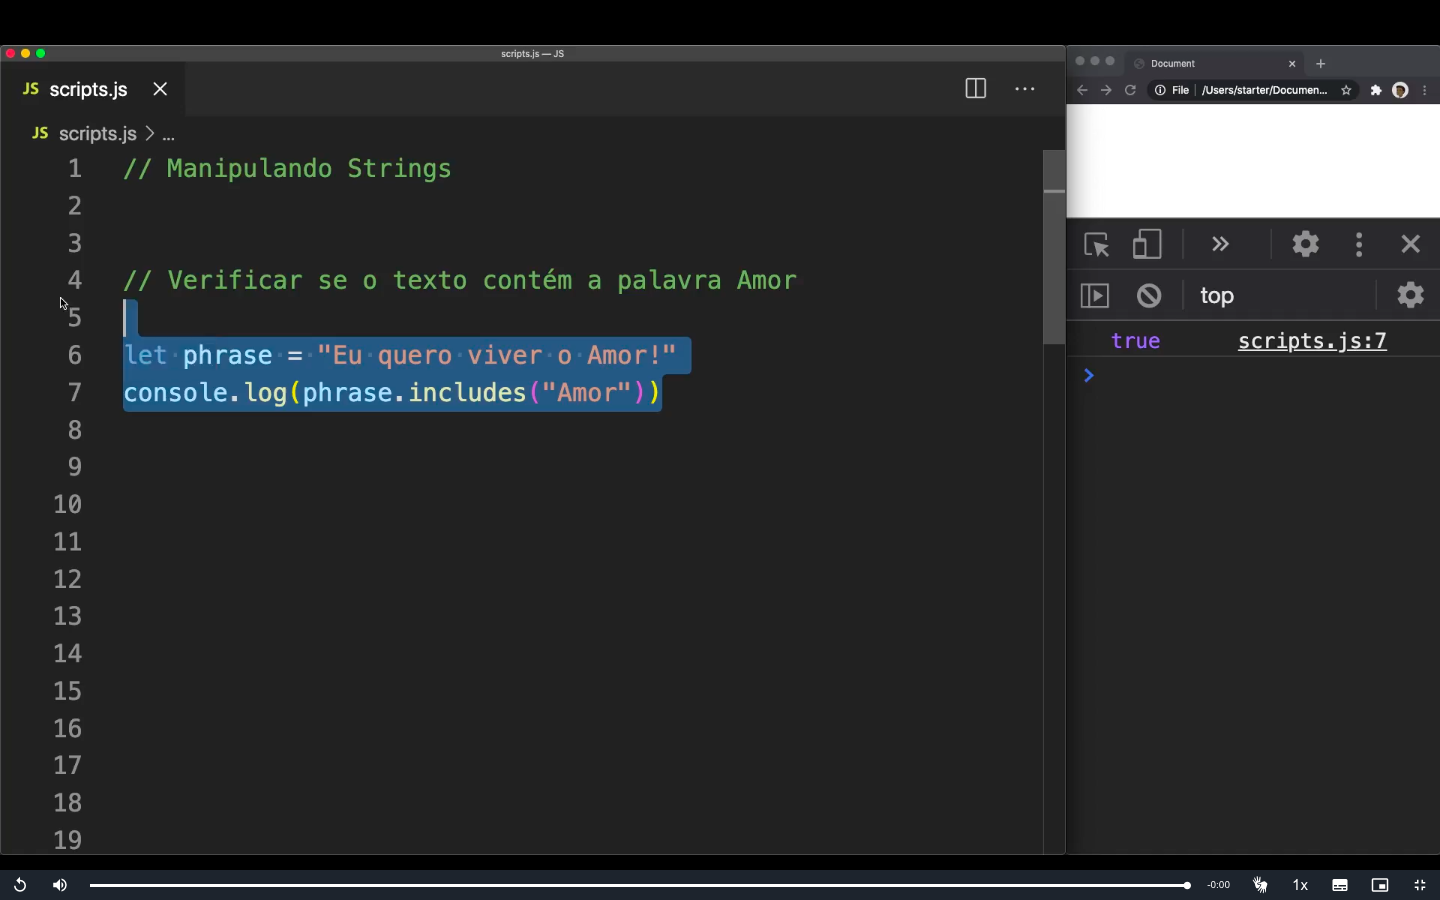 scripts.js — JS
JS scripts.js
JS scripts.js > ...
1 // Manipulando Strings
2
3
4 // Verificar se o texto contém a palavra Amor
5
6 let phrase = "Eu quero viver o Amor!"
7 console.log(phrase.includes("Amor"))
8
9
10
11
12
13
14
15
16
17
18
19
Document
File /Users/starter/Documen...
top
true scripts.js:7
>
-0:00 1x